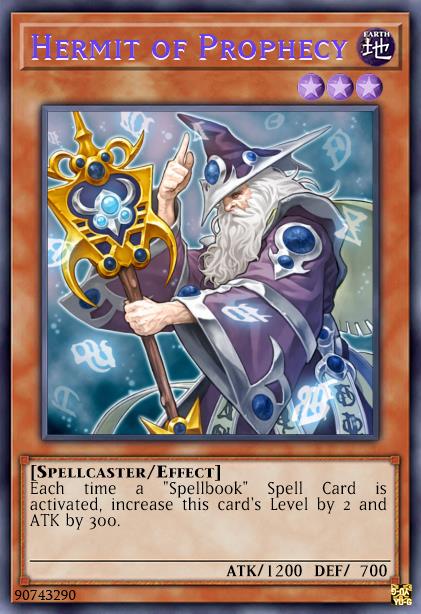 Hermit of Prophecy
EARTH
地
[Spellcaster/Effect]
Each time a "Spellbook" Spell Card is
activated, increase this card's Level by 2 and
ATK by 300.
ATK/1200 DEF/ 700
90743290